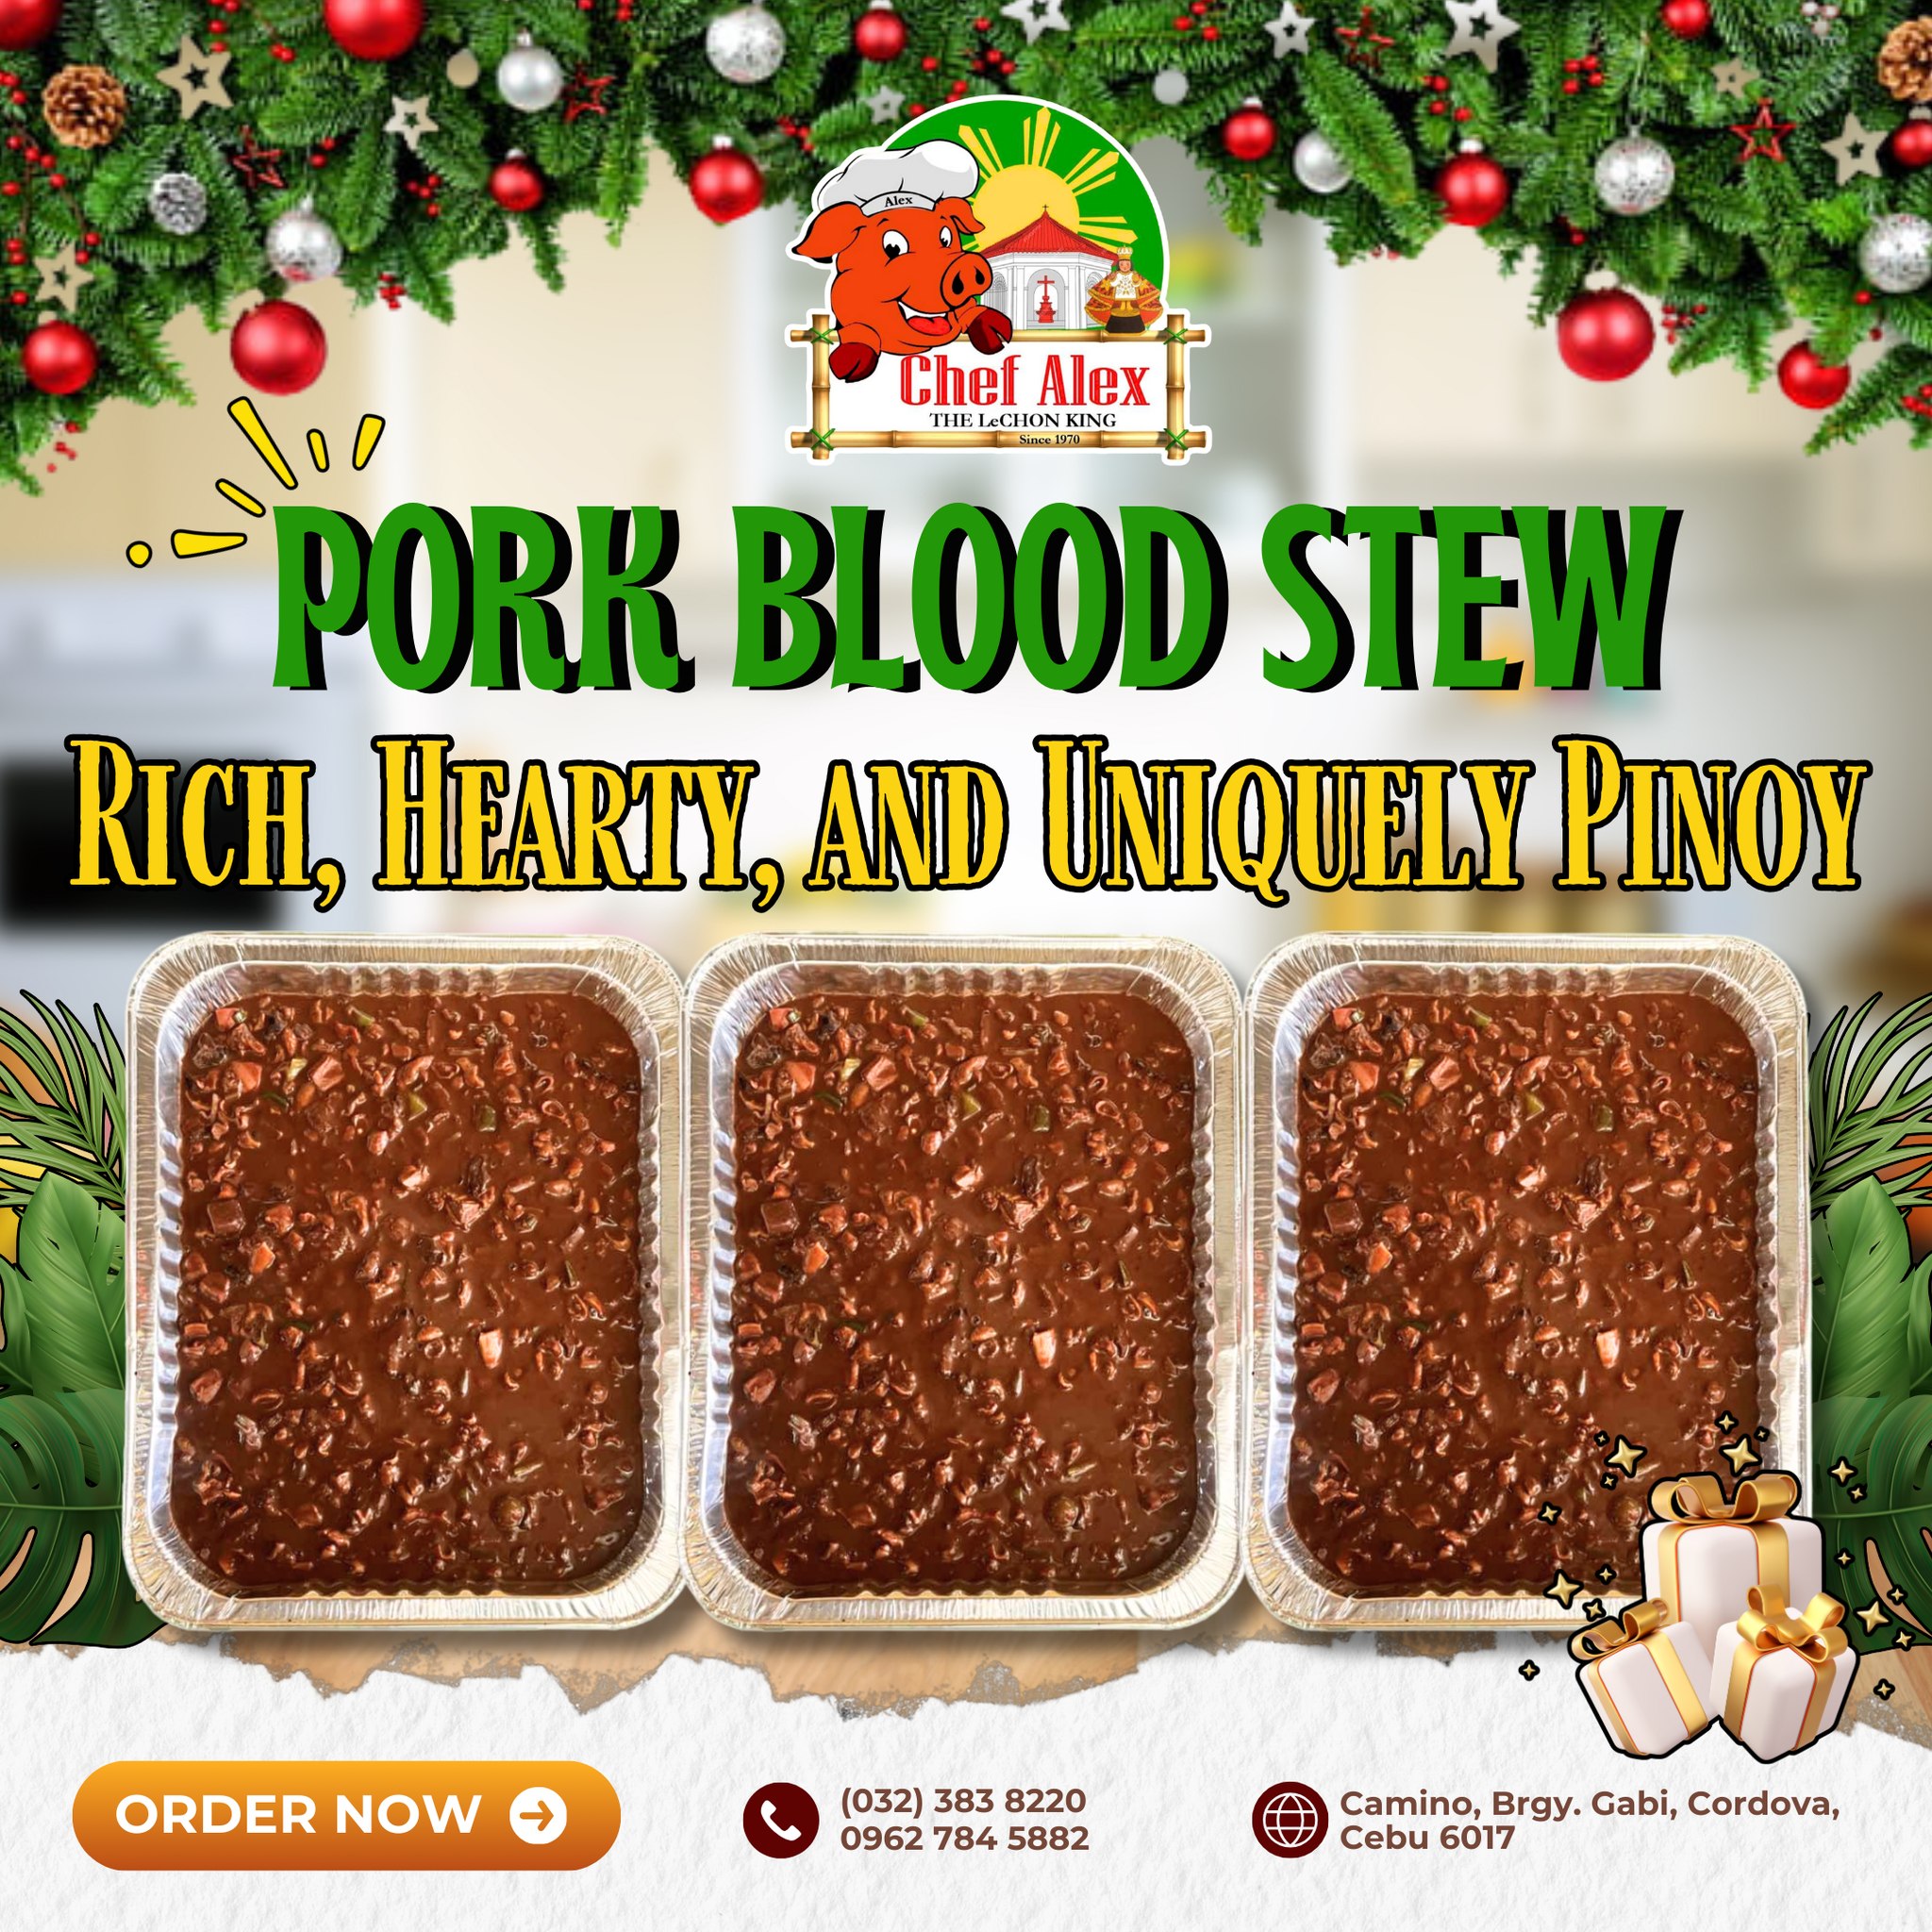 Alex
Chef Alex
THE LeCHON KING
Since 1970
PORK BLOOD STEW
RICH, HEARTY, AND UNIQUELY PINOY
ORDER NOW
(032) 383 8220
0962 784 5882
Camino, Brgy. Gabi, Cordova,
Cebu 6017